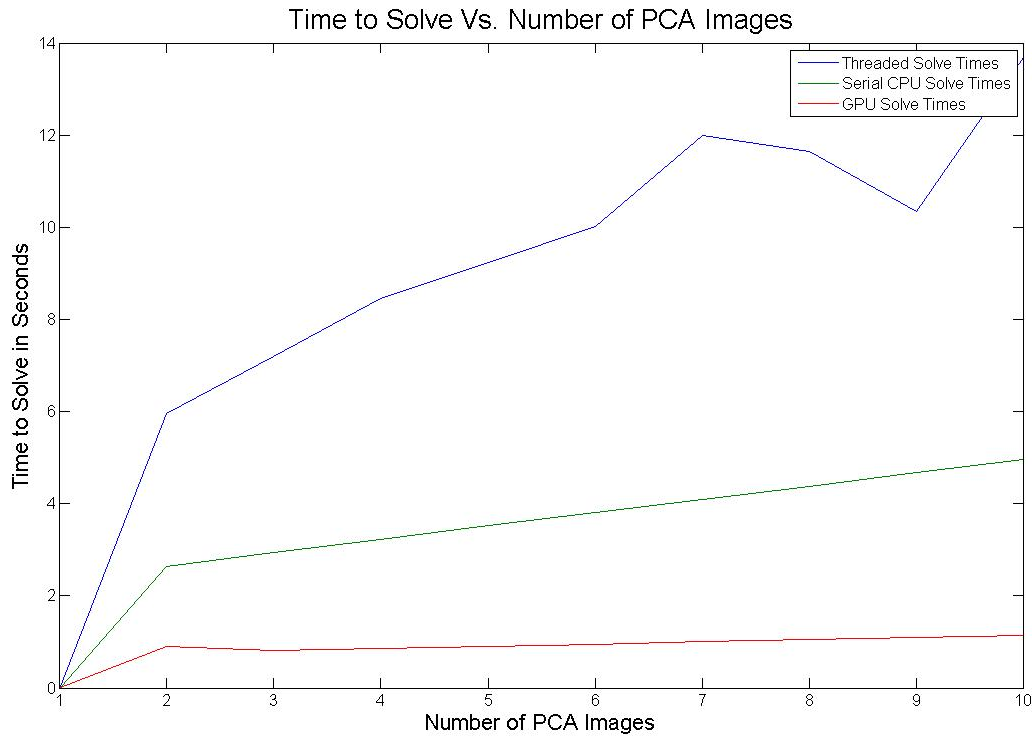 Time to Solve Vs. Number of PCA Images
14
Threaded Solve Times
Serial CPU Solve Times
GPU Solve Times
12
10
8
6
4
2
0
Time to Solve in Seconds
1 2 3 4 5 6 7 8 9 10
Number of PCA Images